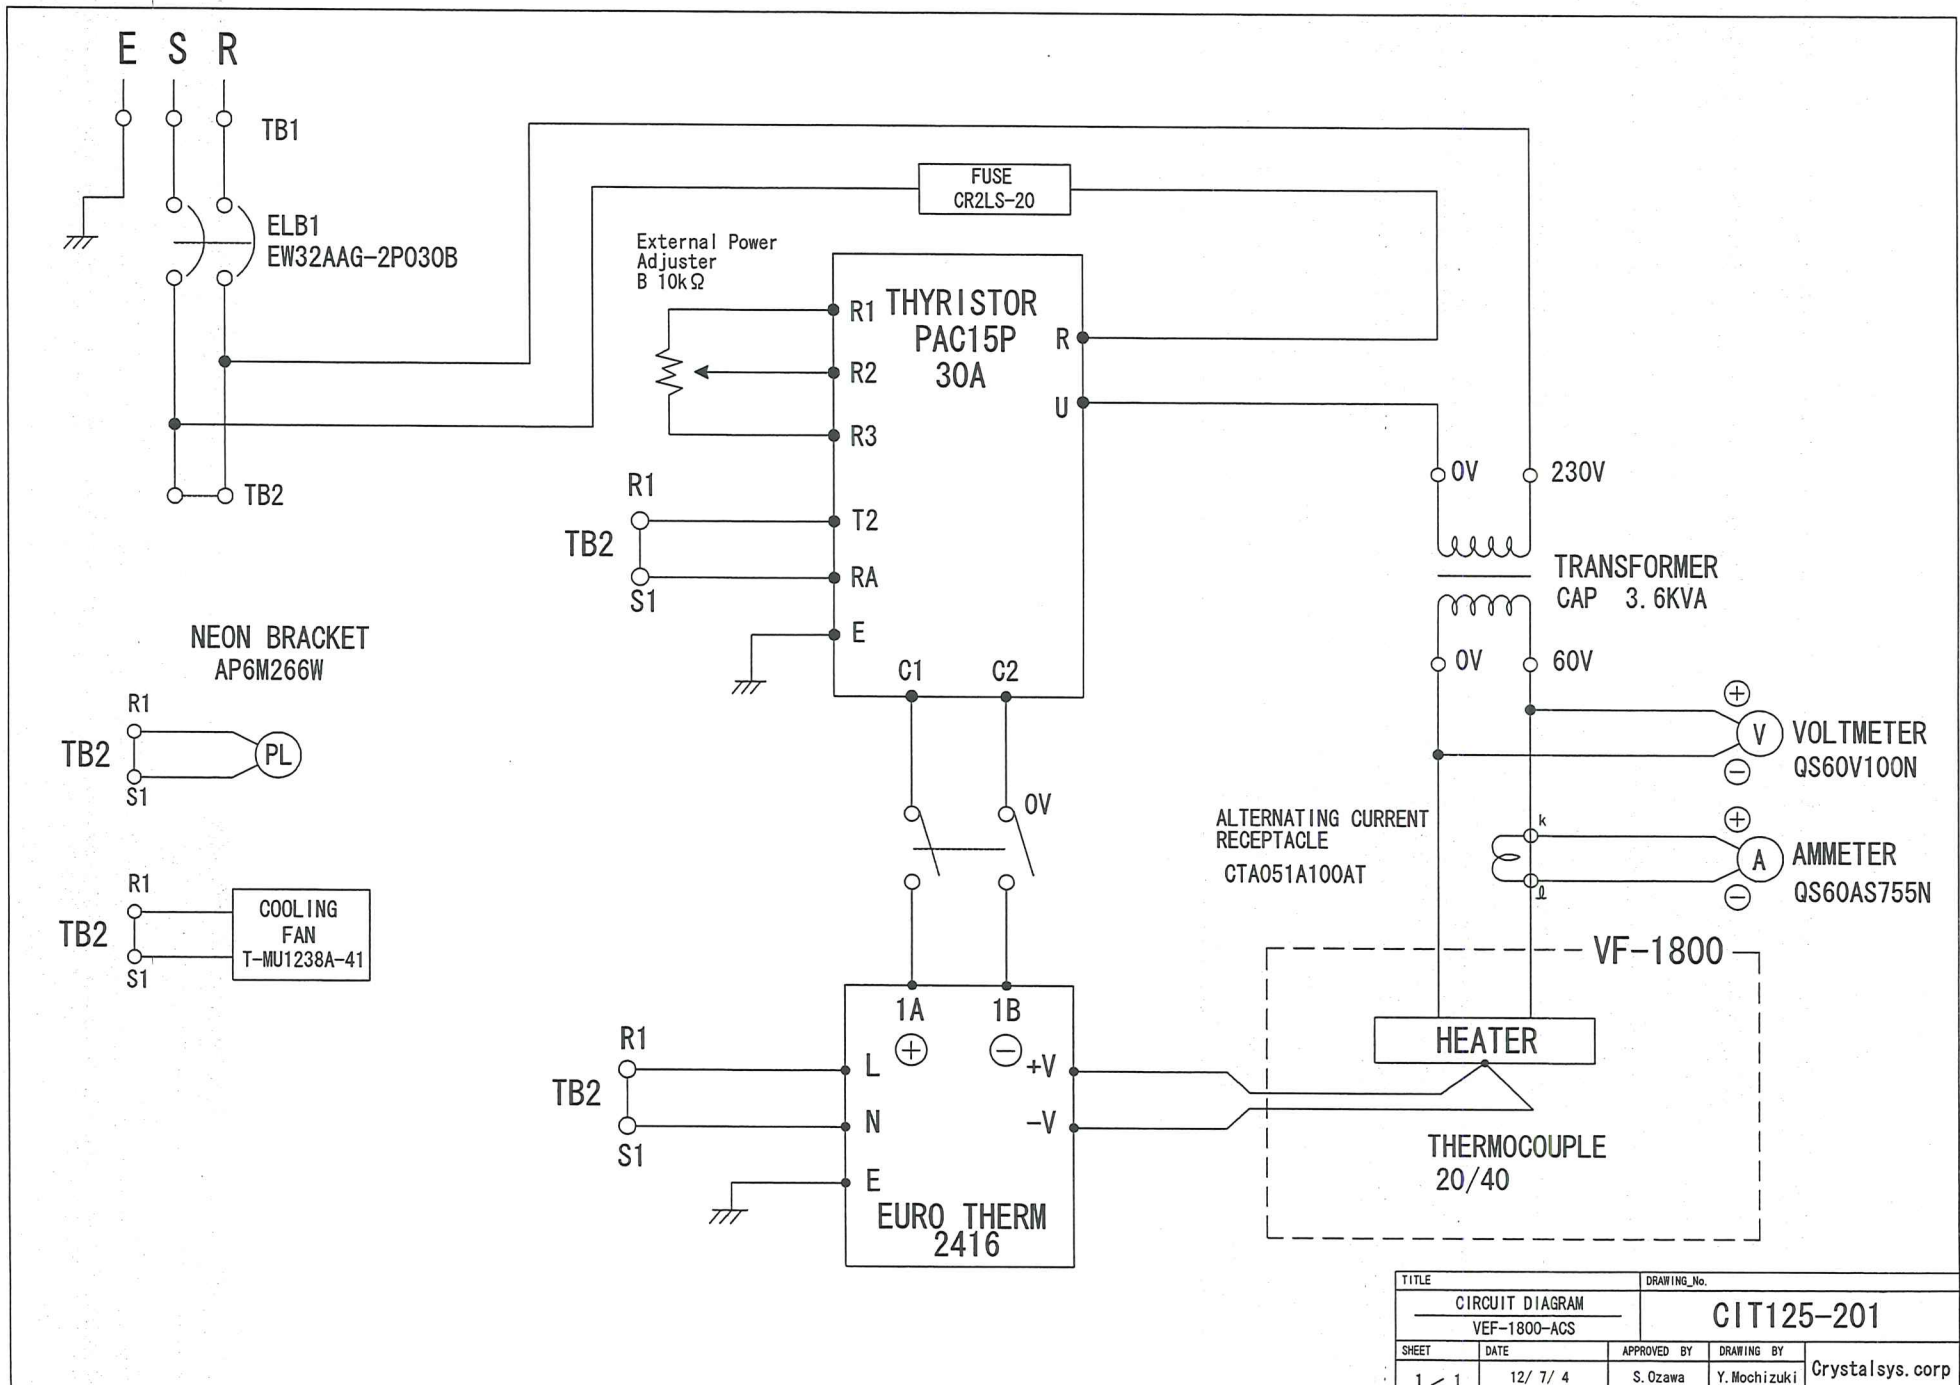 E S R
TB1
ELB1
EW32AAG-2P030B
TB2
FUSE
CR2LS-20
External Power
Adjuster
B 10kΩ
THYRISTOR
PAC15P
30A
R1
R2
R3
T2
RA
E
R
U
C1 C2
R1
TB2
S1
0V 230V
TRANSFORMER
CAP 3.6KVA
0V 60V
NEON BRACKET
AP6M266W
R1
TB2
S1
PL
R1
TB2
S1
COOLING
FAN
T-MU1238A-41
0V
+
V
−
VOLTMETER
QS60V100N
ALTERNATING CURRENT
RECEPTACLE
CTA051A100AT
k
ℓ
+
A
−
AMMETER
QS60AS755N
VF-1800
HEATER
THERMOCOUPLE
20/40
R1
TB2
S1
1A 1B
+ −
L
N
E
+V
-V
EURO THERM
2416
TITLE
CIRCUIT DIAGRAM
VEF-1800-ACS
DRAWING_No.
CIT125-201
SHEET
1/1
DATE
12/ 7/ 4
APPROVED BY
S.Ozawa
DRAWING BY
Y.Mochizuki
Crystalsys.corp